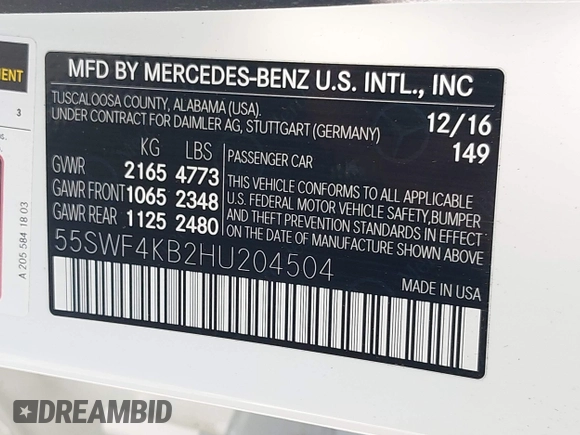 MENT
3
A 205 584 18 03
MFD BY MERCEDES-BENZ U.S. INTL., INC
TUSCALOOSA COUNTY, ALABAMA (USA).
UNDER CONTRACT FOR DAIMLER AG, STUTTGART (GERMANY)
12/16
149
KG LBS
GVWR 2165 4773
GAWR FRONT 1065 2348
GAWR REAR 1125 2480
PASSENGER CAR
THIS VEHICLE CONFORMS TO ALL APPLICABLE
U.S. FEDERAL MOTOR VEHICLE SAFETY, BUMPER
AND THEFT PREVENTION STANDARDS IN EFFECT
ON THE DATE OF MANUFACTURE SHOWN ABOVE
55SWF4KB2HU204504
MADE IN USA
DREAMBID